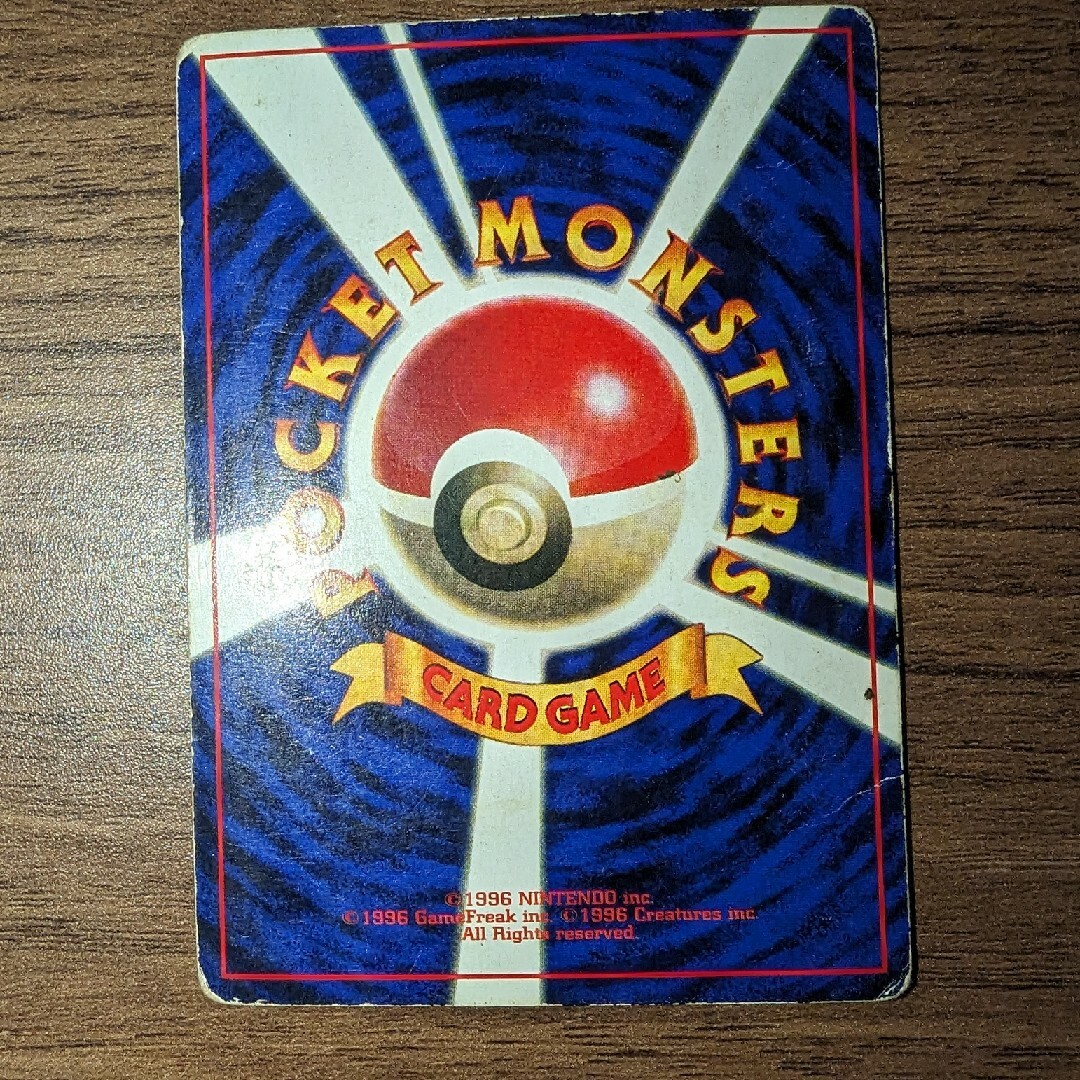 POCKET MONSTERS
CARD GAME
©1996 NINTENDO inc.
©1996 GameFreak inc. ©1996 Creatures inc.
All Rights reserved.